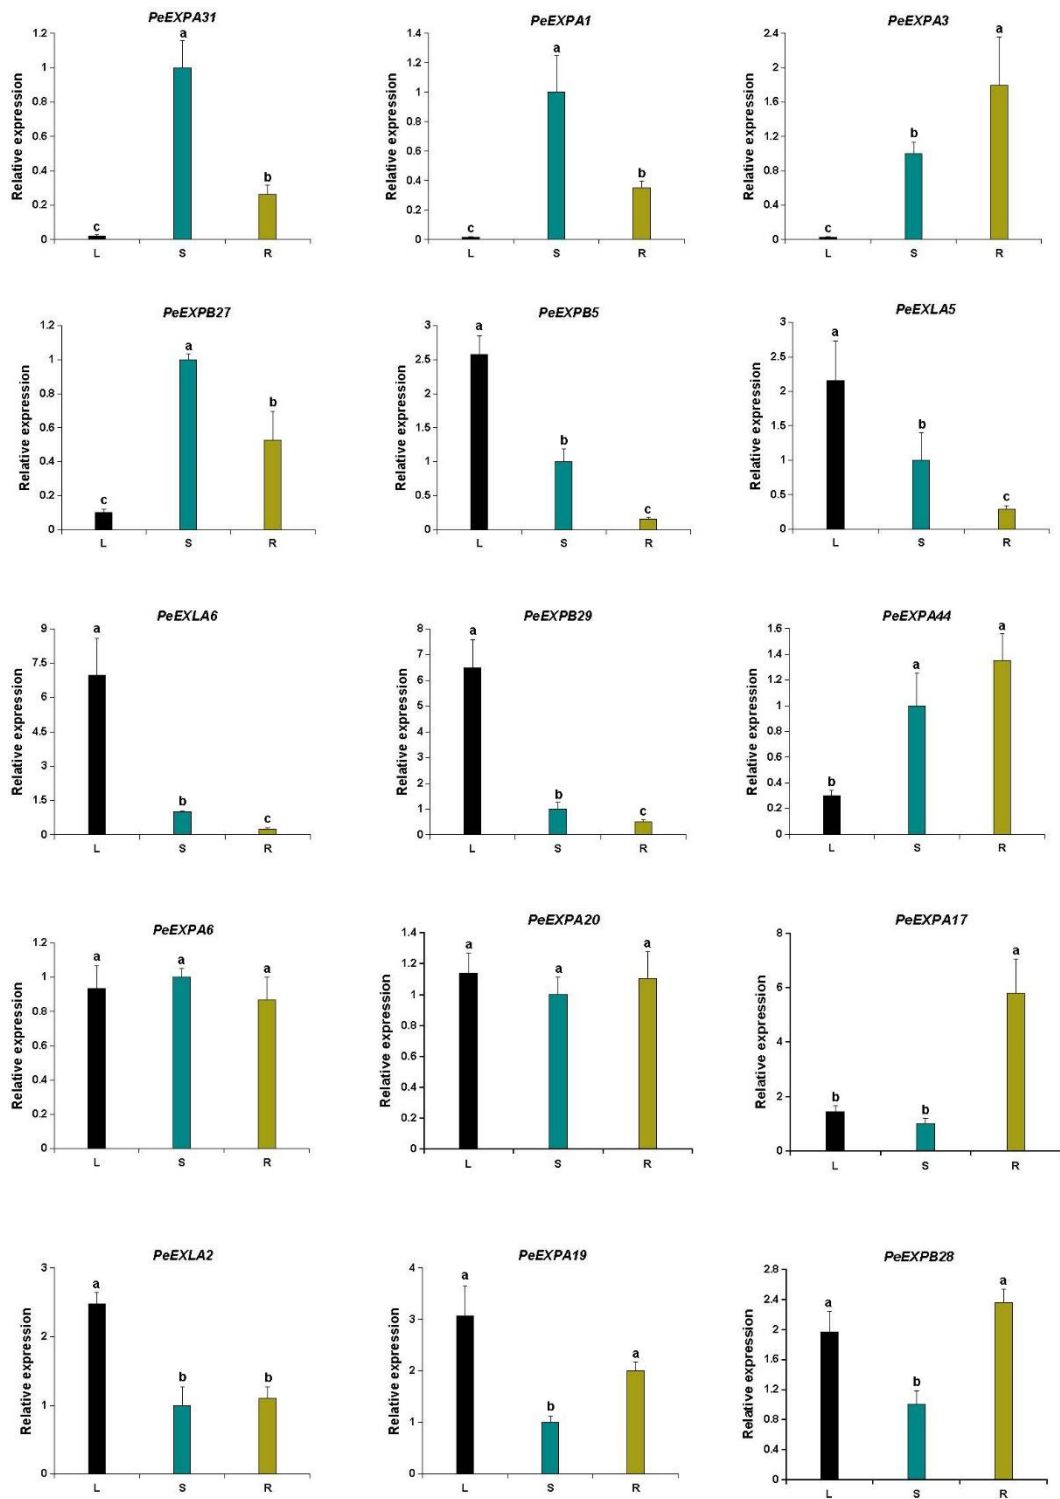 PeEXPA31
Relative expression
1.2
1
0.8
0.6
0.4
0.2
0
c
a
b
L S R
PeEXPA1
Relative expression
1.4
1.2
1
0.8
0.6
0.4
0.2
0
c
a
b
L S R
PeEXPA3
Relative expression
2.4
2
1.6
1.2
0.8
0.4
0
c
b
a
L S R
PeEXPB27
Relative expression
1.2
1
0.8
0.6
0.4
0.2
0
c
a
b
L S R
PeEXPB5
Relative expression
3
2.5
2
1.5
1
0.5
0
a
b
c
L S R
PeEXLA5
Relative expression
3
2.5
2
1.5
1
0.5
0
a
b
c
L S R
PeEXLA6
Relative expression
9
7.5
6
4.5
3
1.5
0
a
b
c
L S R
PeEXPB29
Relative expression
8
7
6
5
4
3
2
1
0
a
b
c
L S R
PeEXPA44
Relative expression
1.6
1.4
1.2
1
0.8
0.6
0.4
0.2
0
b
a
a
L S R
PeEXPA6
Relative expression
1.2
1
0.8
0.6
0.4
0.2
0
a
a
a
L S R
PeEXPA20
Relative expression
1.4
1.2
1
0.8
0.6
0.4
0.2
0
a
a
a
L S R
PeEXPA17
Relative expression
8
6
4
2
0
b
b
a
L S R
PeEXLA2
Relative expression
3
2
1
0
a
b
b
L S R
PeEXPA19
Relative expression
4
3
2
1
0
a
b
a
L S R
PeEXPB28
Relative expression
2.8
2.4
2
1.6
1.2
0.8
0.4
0
a
b
a
L S R